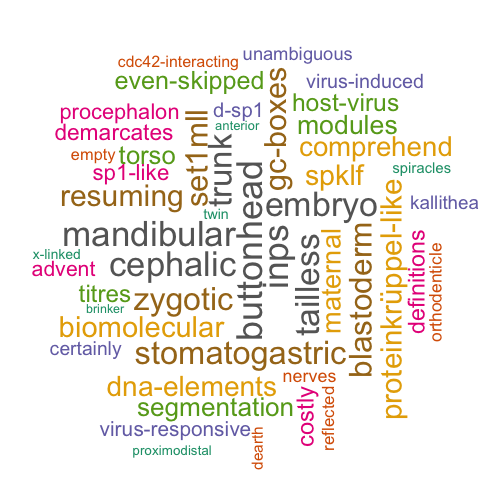 cdc42-interacting
unambiguous
even-skipped
virus-induced
gc-boxes
procephalon
d-sp1
host-virus
demarcates
set1mll
anterior
modules
empty
torso
trunk
comprehend
sp1-like
spklf
spiracles
resuming
twin
embryo
kallithea
mandibular
buttonhead
inps
tailless
maternal
blastoderm
proteinkrüppel-like
definitions
orthodenticle
x-linked
advent
cephalic
titres
zygotic
brinker
biomolecular
certainly
stomatogastric
dna-elements
nerves
segmentation
costly
reflected
virus-responsive
dearth
proximodistal